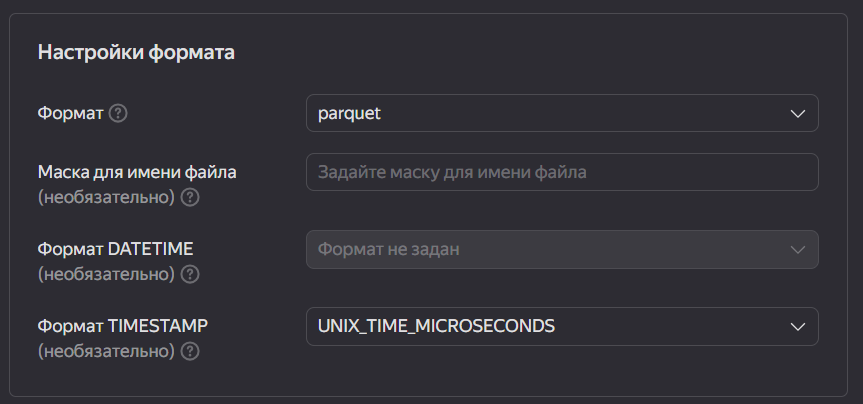 Настройки формата
Формат ?
parquet
Маска для имени файла
(необязательно) ?
Задайте маску для имени файла
Формат DATETIME
(необязательно) ?
Формат не задан
Формат TIMESTAMP
(необязательно) ?
UNIX_TIME_MICROSECONDS